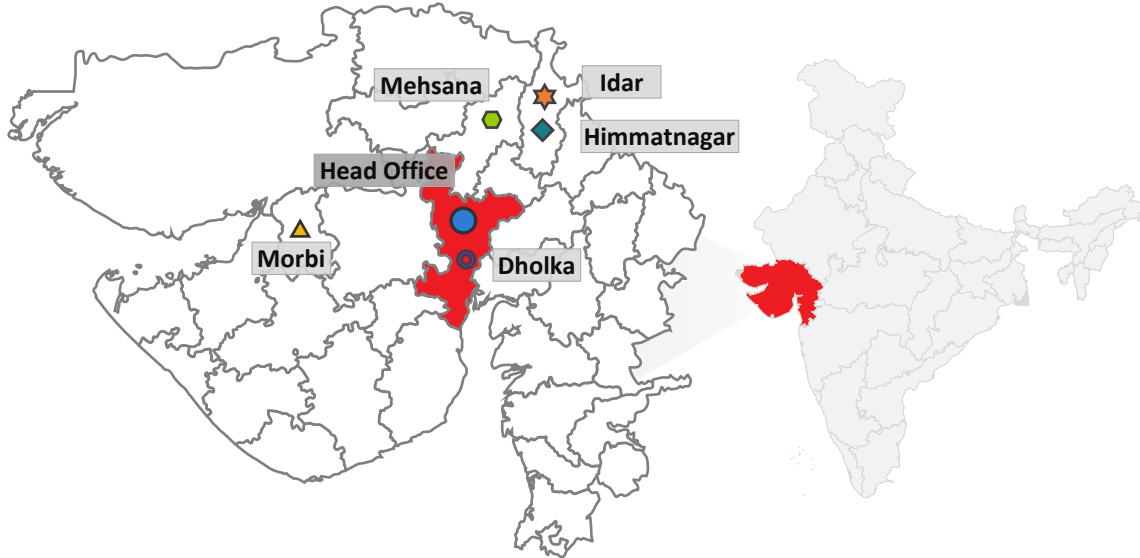 Mehsana
Idar
Himmatnagar
Head Office
Morbi
Dholka